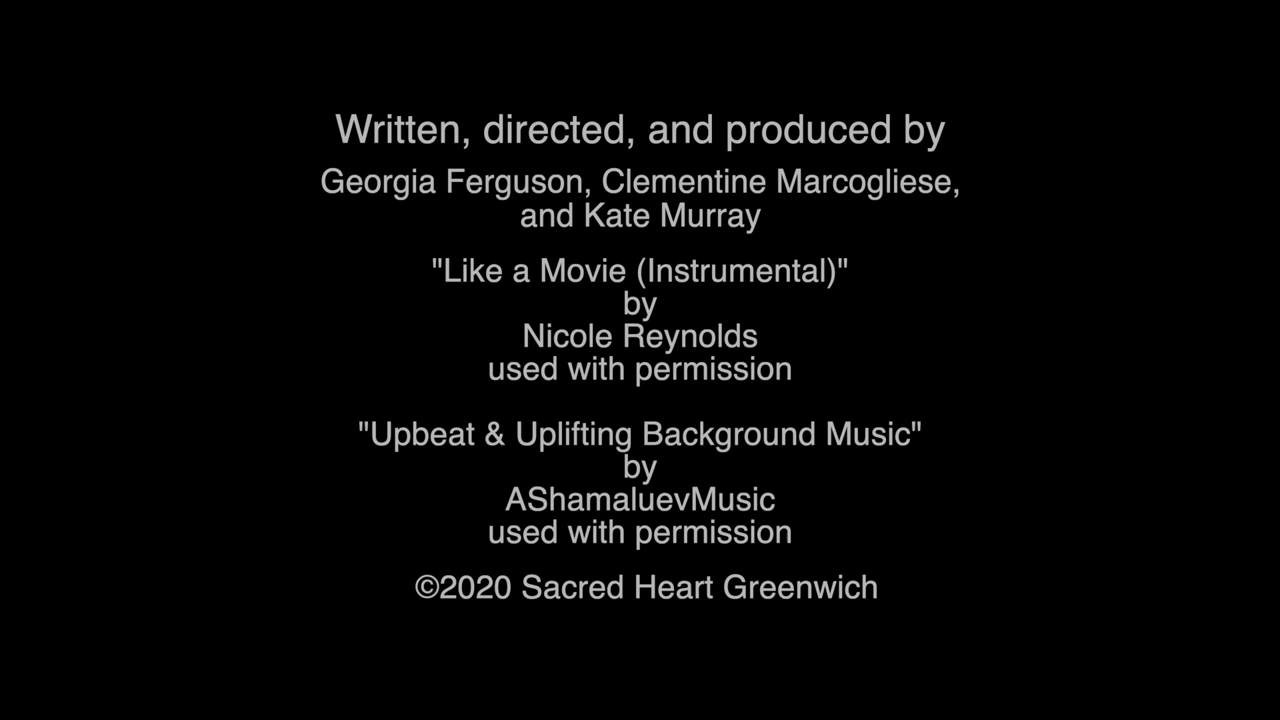 Written, directed, and produced by
Georgia Ferguson, Clementine Marcogliese,
and Kate Murray
"Like a Movie (Instrumental)"
by
Nicole Reynolds
used with permission
"Upbeat & Uplifting Background Music"
by
AShamaluevMusic
used with permission
©2020 Sacred Heart Greenwich